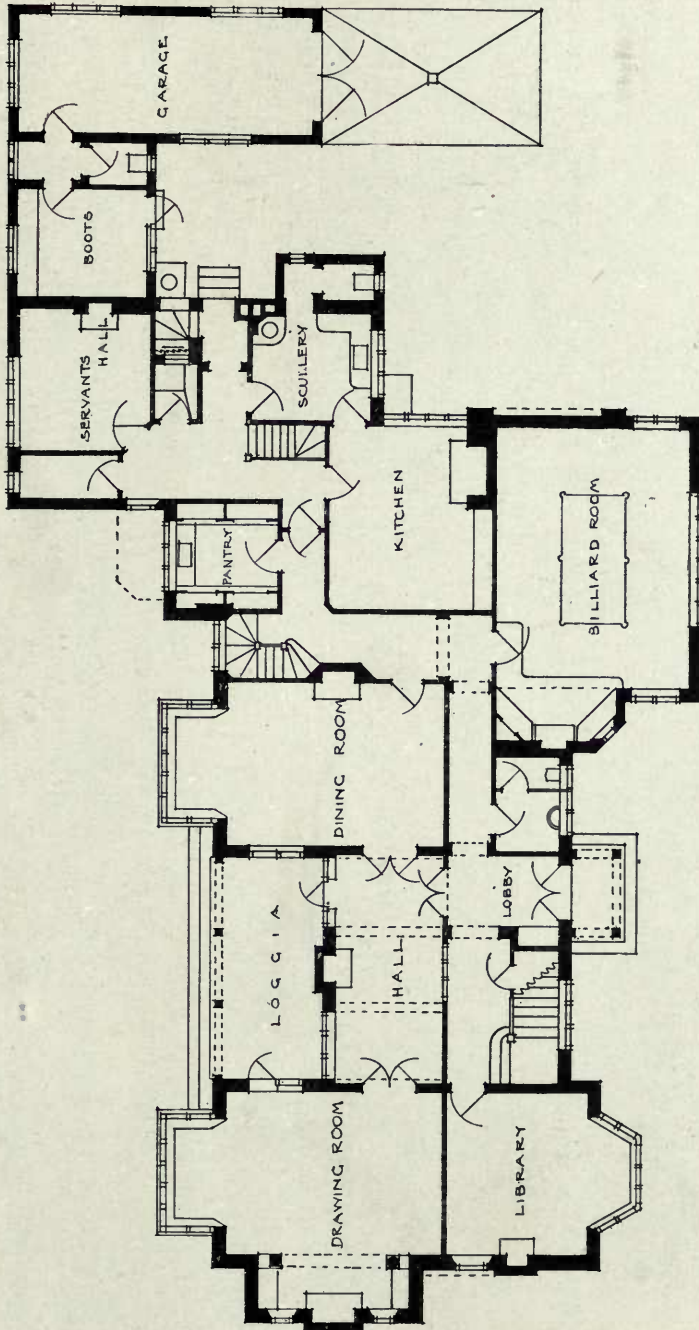 GARAGE
BOOTS
SERVANTS
HALL
SCULLERY
KITCHEN
PANTRY
BILLIARD ROOM
DINING ROOM
LOBBY
LOGGIA
HALL
DRAWING ROOM
LIBRARY